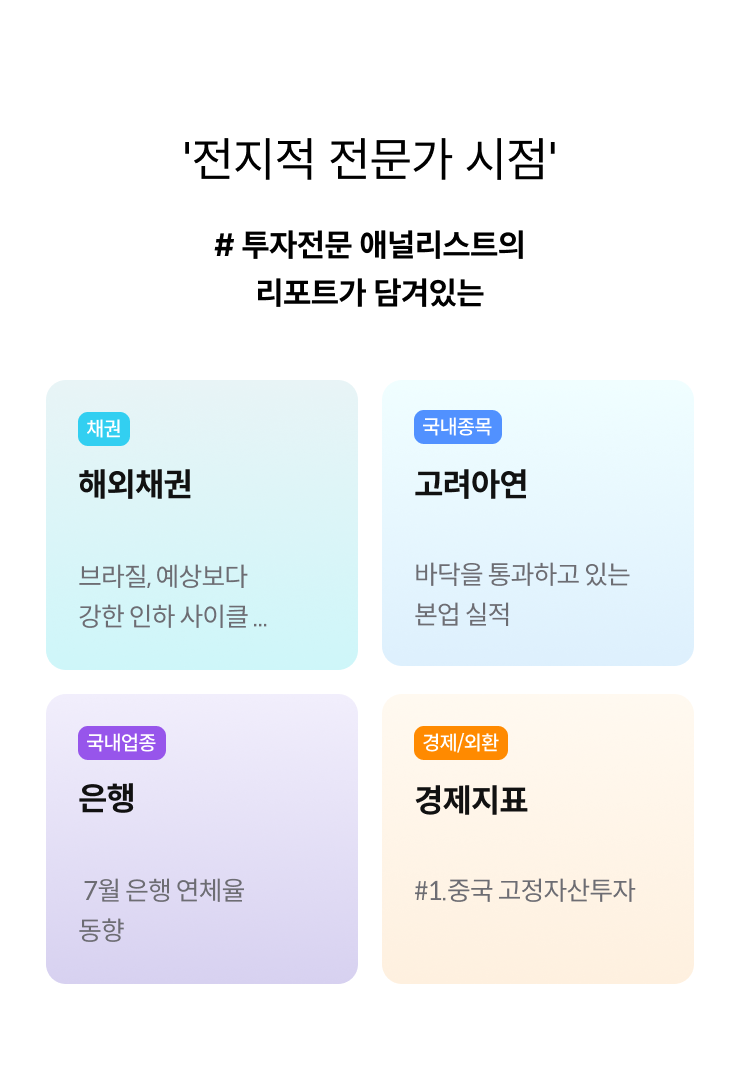 '전지적 전문가 시점'
# 투자전문 애널리스트의
리포트가 담겨있는
채권
해외채권
브라질, 예상보다
강한 인하 사이클 ...
국내종목
고려아연
바닥을 통과하고 있는
본업 실적
국내업종
은행
7월 은행 연체율
동향
경제/외환
경제지표
#1.중국 고정자산투자